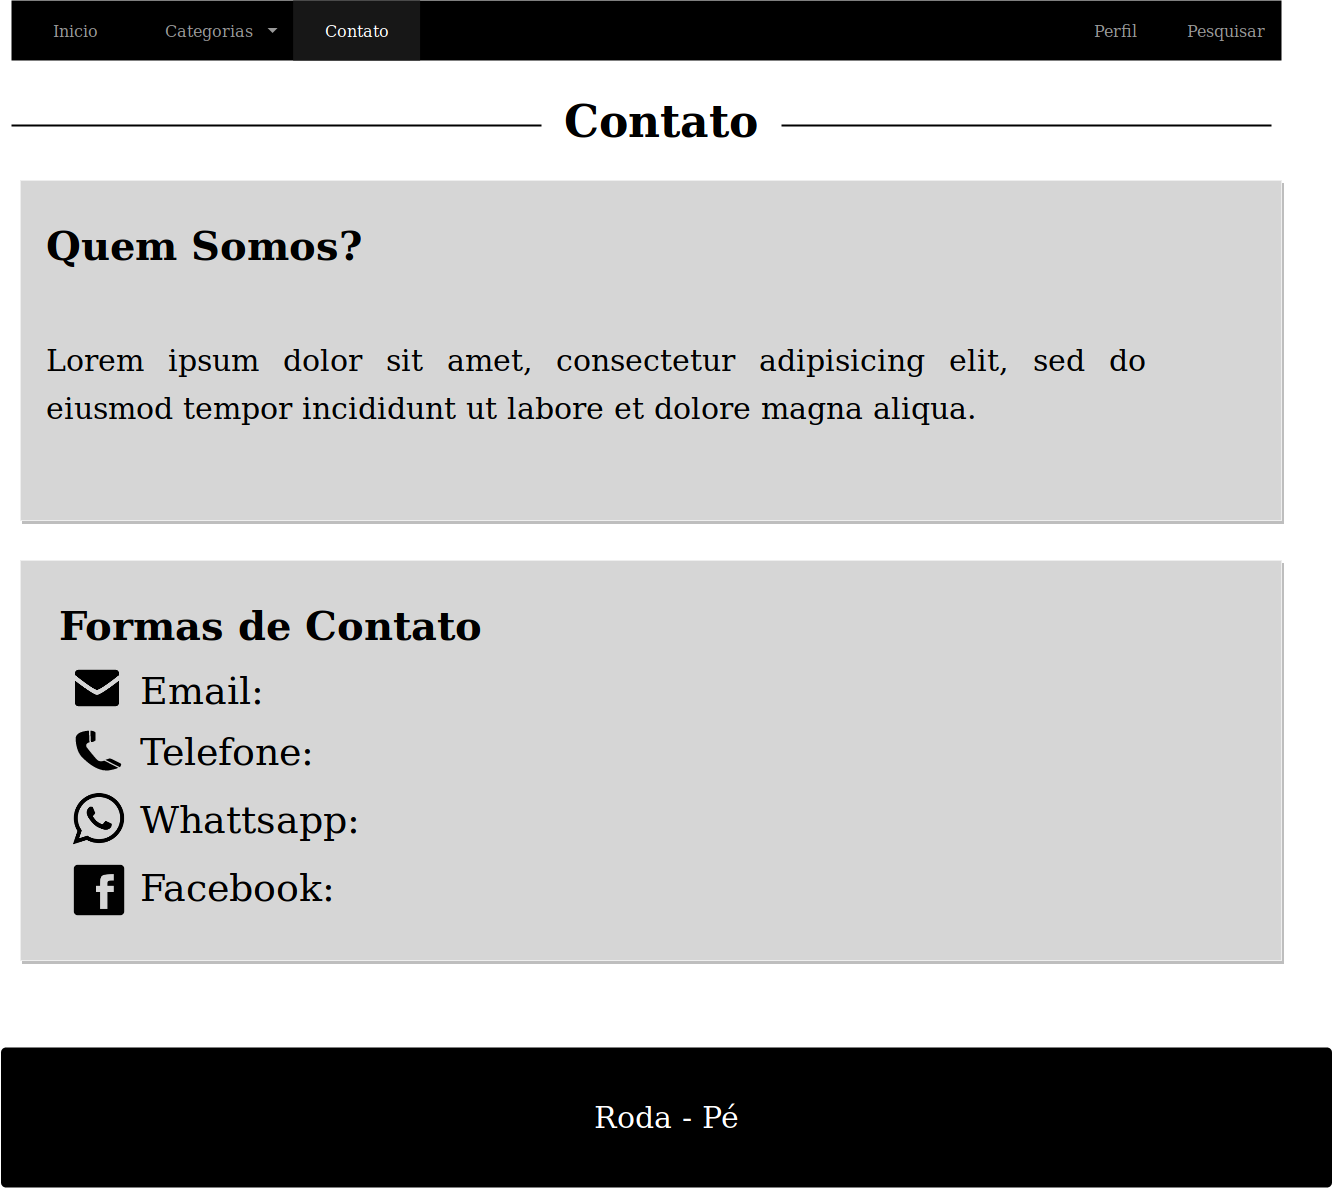 Inicio Categorias Contato Perfil Pesquisar
Contato
Quem Somos?
Lorem ipsum dolor sit amet, consectetur adipisicing elit, sed do
eiusmod tempor incididunt ut labore et dolore magna aliqua.
Formas de Contato
Email:
Telefone:
Whattsapp:
Facebook:
Roda - Pé